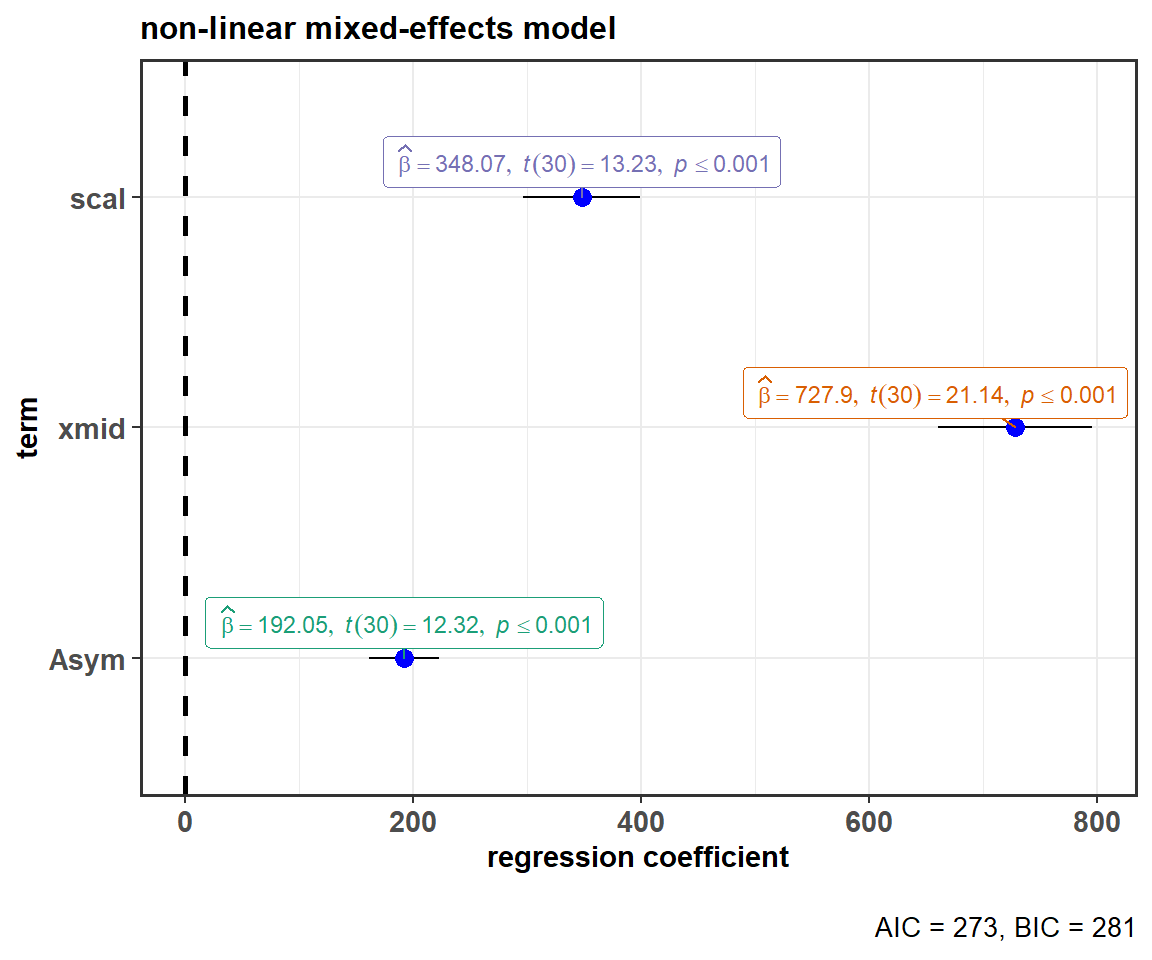 non-linear mixed-effects model
β̂ = 348.07, t(30) = 13.23, p ≤ 0.001
scal
β̂ = 727.9, t(30) = 21.14, p ≤ 0.001
xmid
term
β̂ = 192.05, t(30) = 12.32, p ≤ 0.001
Asym
0 200 400 600 800
regression coefficient
AIC = 273, BIC = 281